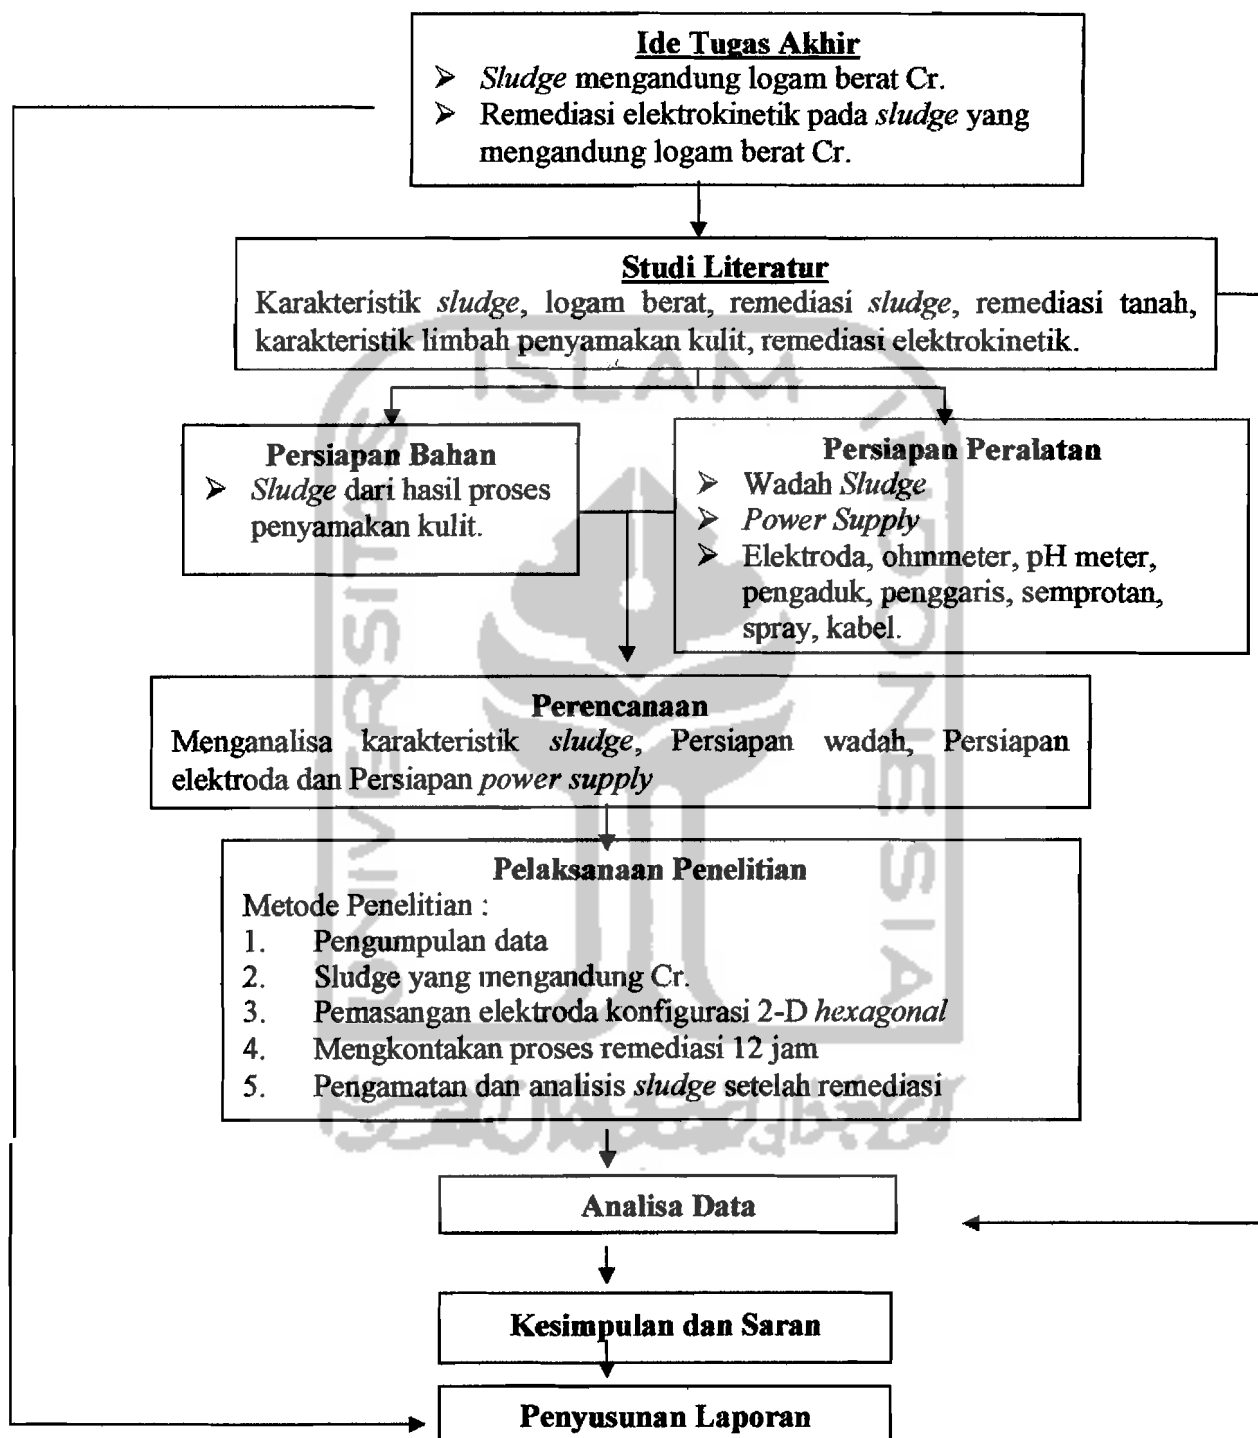 Ide Tugas Akhir
➤ Sludge mengandung logam berat Cr.
➤ Remediasi elektrokinetik pada sludge yang
mengandung logam berat Cr.
Studi Literatur
Karakteristik sludge, logam berat, remediasi sludge, remediasi tanah,
karakteristik limbah penyamakan kulit, remediasi elektrokinetik.
Persiapan Bahan
➤ Sludge dari hasil proses
penyamakan kulit.
Persiapan Peralatan
➤ Wadah Sludge
➤ Power Supply
➤ Elektroda, ohmmeter, pH meter,
pengaduk, penggaris, semprotan,
spray, kabel.
Perencanaan
Menganalisa karakteristik sludge, Persiapan wadah, Persiapan
elektroda dan Persiapan power supply
Pelaksanaan Penelitian
Metode Penelitian :
1. Pengumpulan data
2. Sludge yang mengandung Cr.
3. Pemasangan elektroda konfigurasi 2-D hexagonal
4. Mengkontakan proses remediasi 12 jam
5. Pengamatan dan analisis sludge setelah remediasi
Analisa Data
Kesimpulan dan Saran
Penyusunan Laporan
UNIVERSITAS
ISLAM
INDONESIA